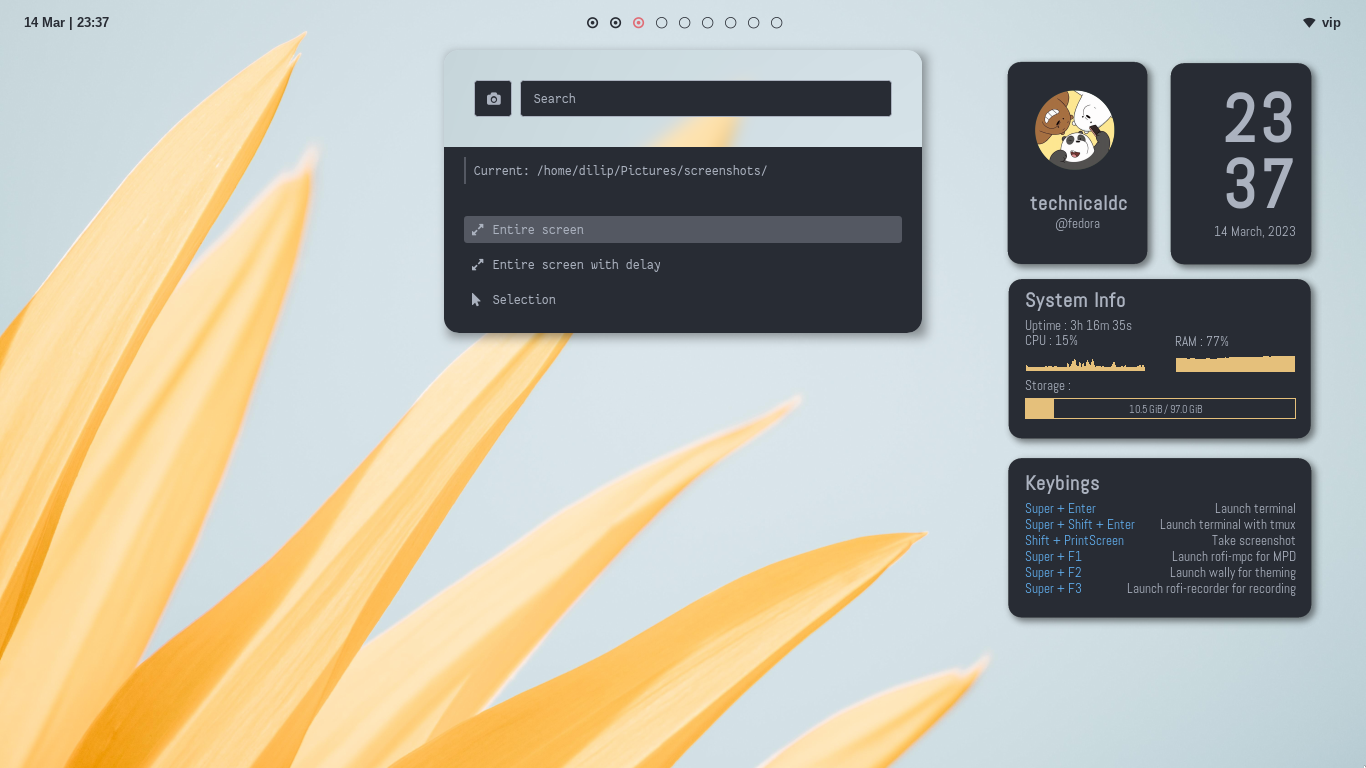 14 Mar | 23:37
vip
Search
Current: /home/dilip/Pictures/screenshots/
Entire screen
Entire screen with delay
Selection
technicaldc
@fedora
23
37
14 March, 2023
System Info
Uptime : 3h 16m 35s
CPU : 15%
RAM : 77%
Storage :
10.5 GiB / 97.0 GiB
Keybings
Super + Enter Launch terminal
Super + Shift + Enter Launch terminal with tmux
Shift + PrintScreen Take screenshot
Super + F1 Launch rofi-mpc for MPD
Super + F2 Launch wally for theming
Super + F3 Launch rofi-recorder for recording